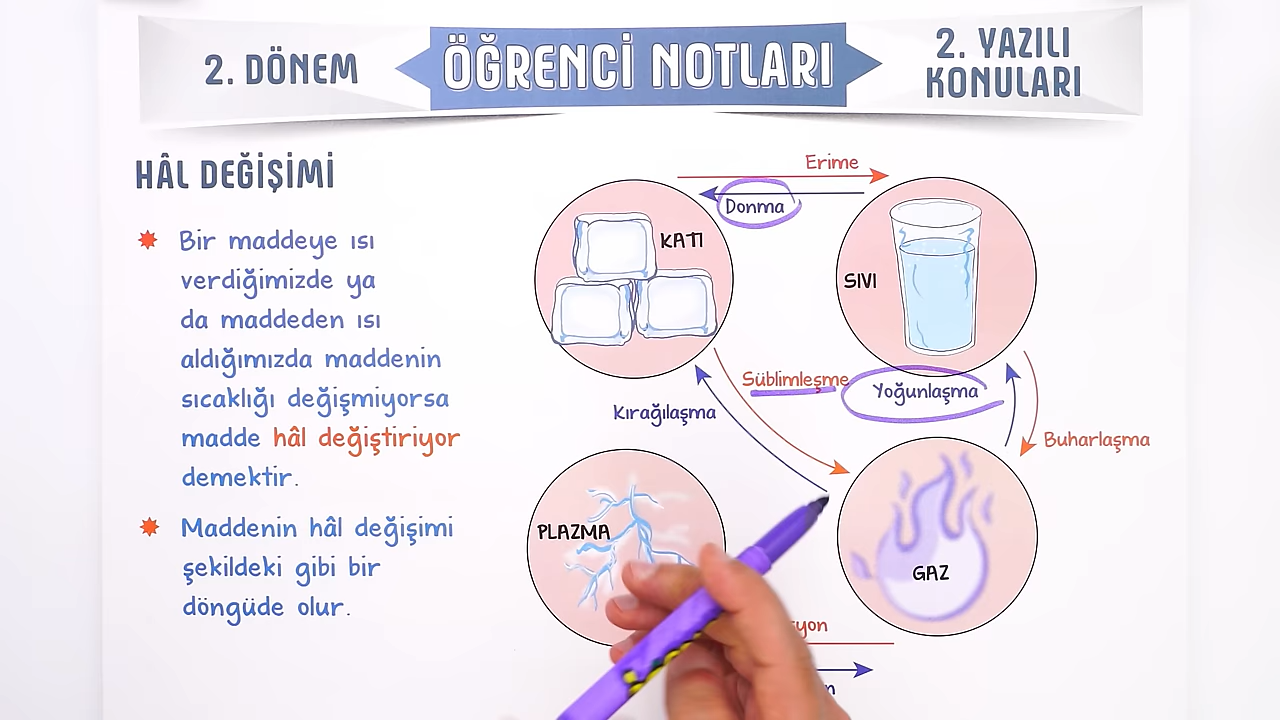 2. DÖNEM
ÖĞRENCİ NOTLARI
2. YAZILI
KONULARI
HÂL DEĞİŞİMİ
Bir maddeye ısı
verdiğimizde ya
da maddeden ısı
aldığımızda maddenin
sıcaklığı değişmiyorsa
madde hâl değiştiriyor
demektir.
Maddenin hâl değişimi
şekildeki gibi bir
döngüde olur.
Erime
Donma
KATI
SIVI
Süblimleşme
Yoğunlaşma
Kırağılaşma
Buharlaşma
PLAZMA
GAZ